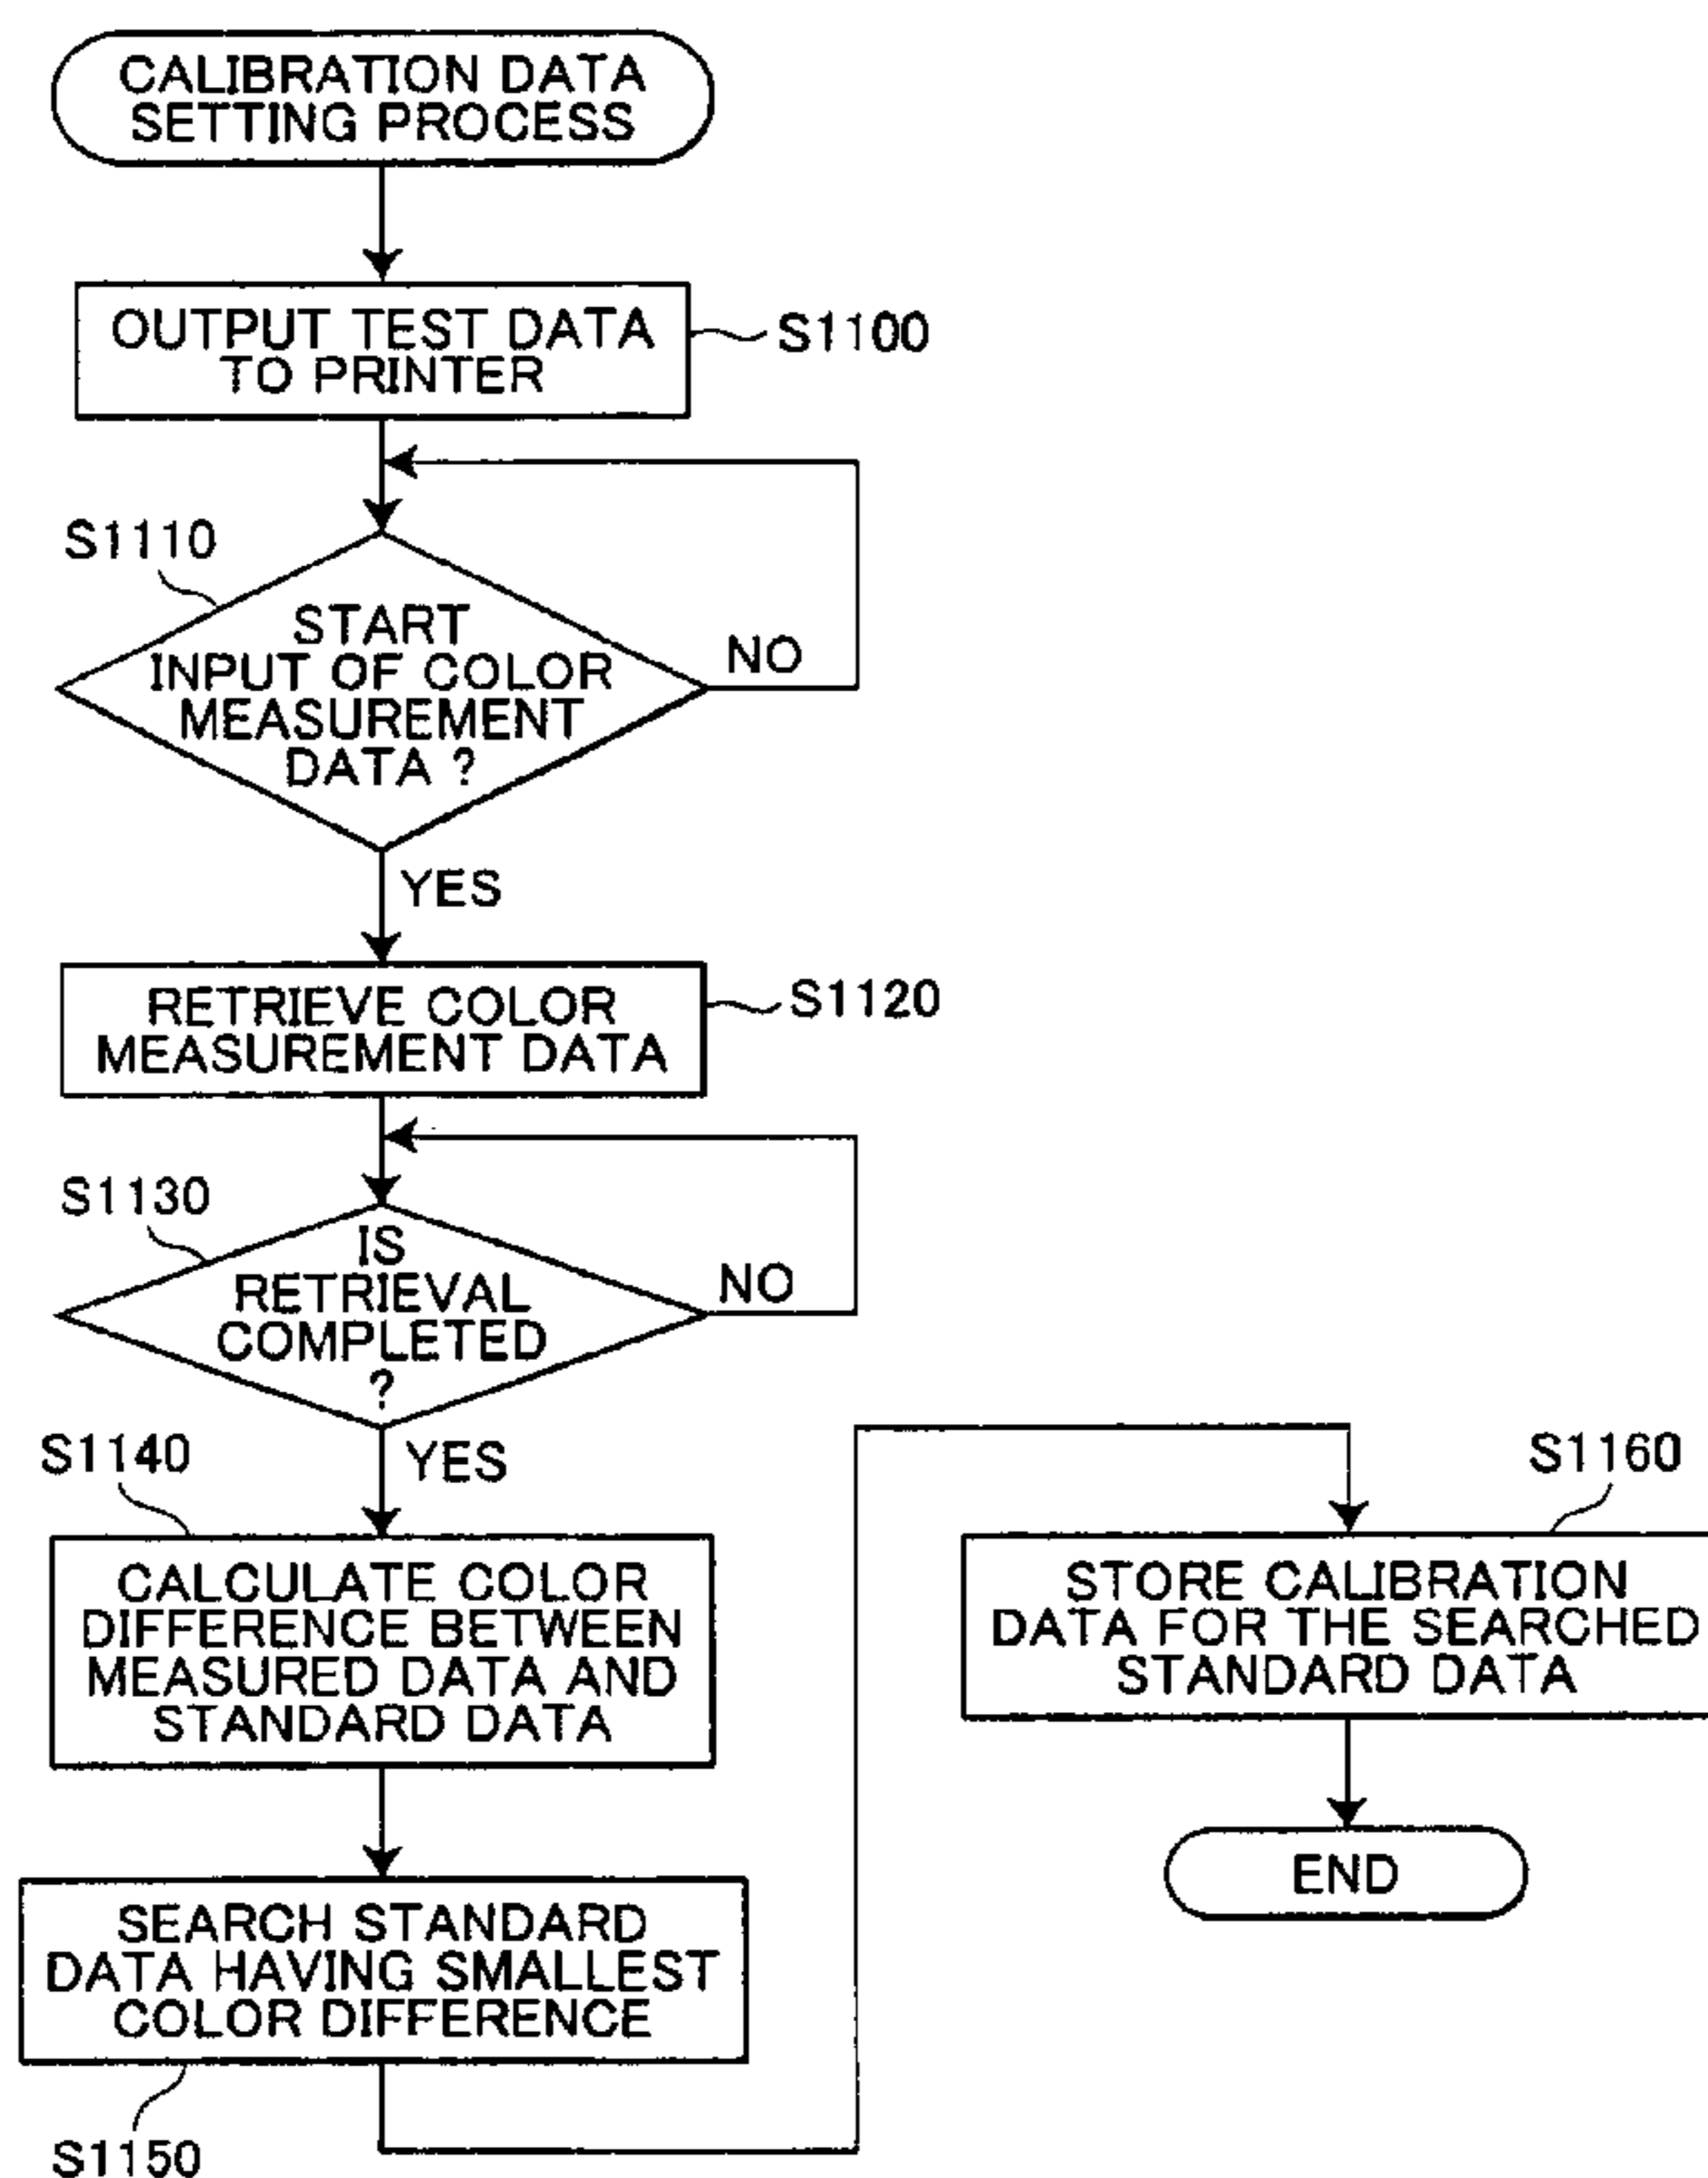 CALIBRATION DATA
SETTING PROCESS
OUTPUT TEST DATA
TO PRINTER
S1100
S1110
START
INPUT OF COLOR
MEASUREMENT
DATA ?
NO
YES
RETRIEVE COLOR
MEASUREMENT DATA
S1120
S1130
IS
RETRIEVAL
COMPLETED
?
NO
YES
S1140
CALCULATE COLOR
DIFFERENCE BETWEEN
MEASURED DATA AND
STANDARD DATA
SEARCH STANDARD
DATA HAVING SMALLEST
COLOR DIFFERENCE
S1150
S1160
STORE CALIBRATION
DATA FOR THE SEARCHED
STANDARD DATA
END